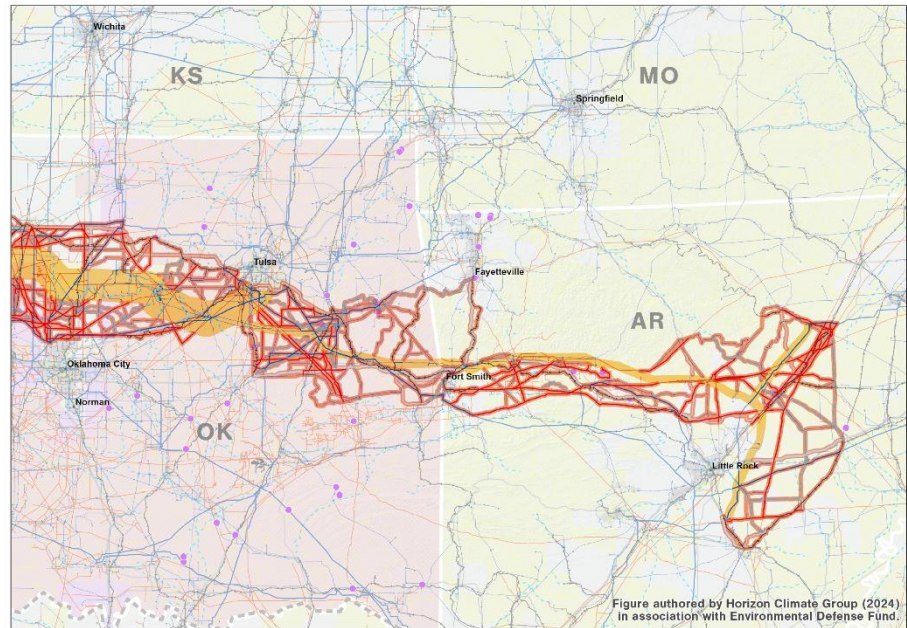 Wichita
KS
MO
Springfield
Tulsa
Fayetteville
AR
Oklahoma City
Fort Smith
Norman
OK
Little Rock
Figure authored by Horizon Climate Group (2024)
in association with Environmental Defense Fund.